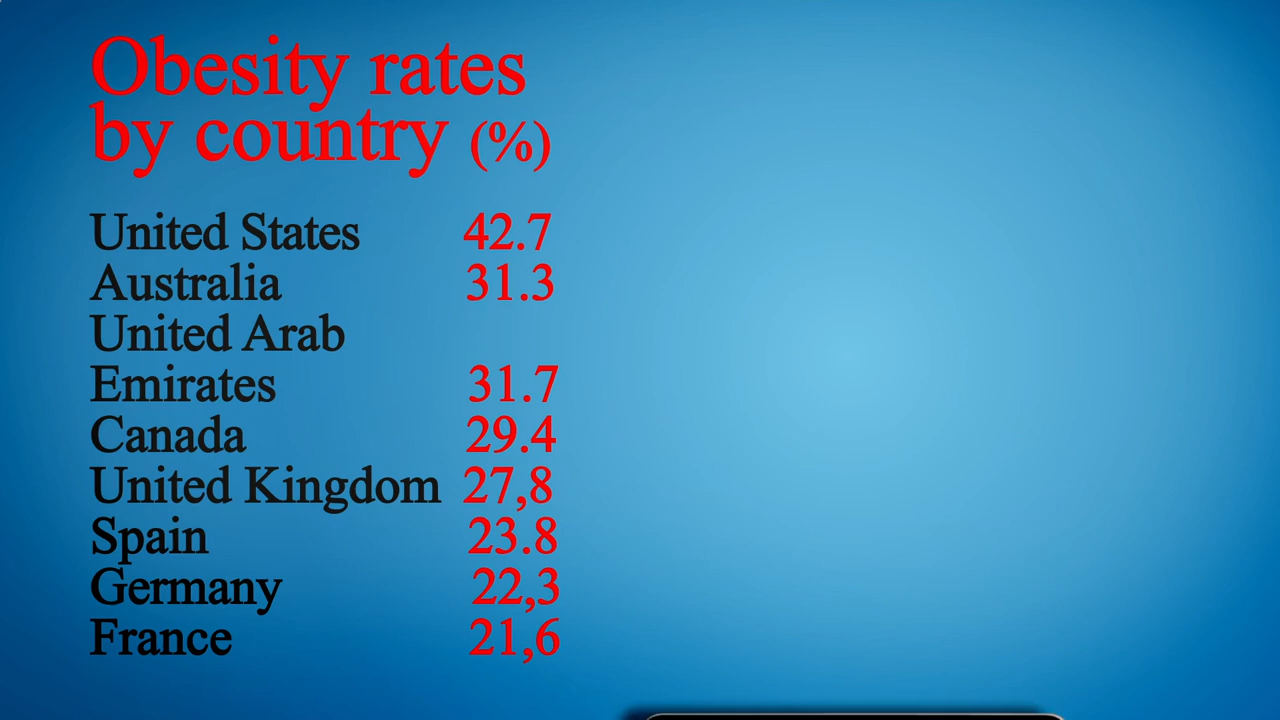 Obesity rates
by country (%)
United States 42.7
Australia 31.3
United Arab
Emirates 31.7
Canada 29.4
United Kingdom 27,8
Spain 23.8
Germany 22,3
France 21,6